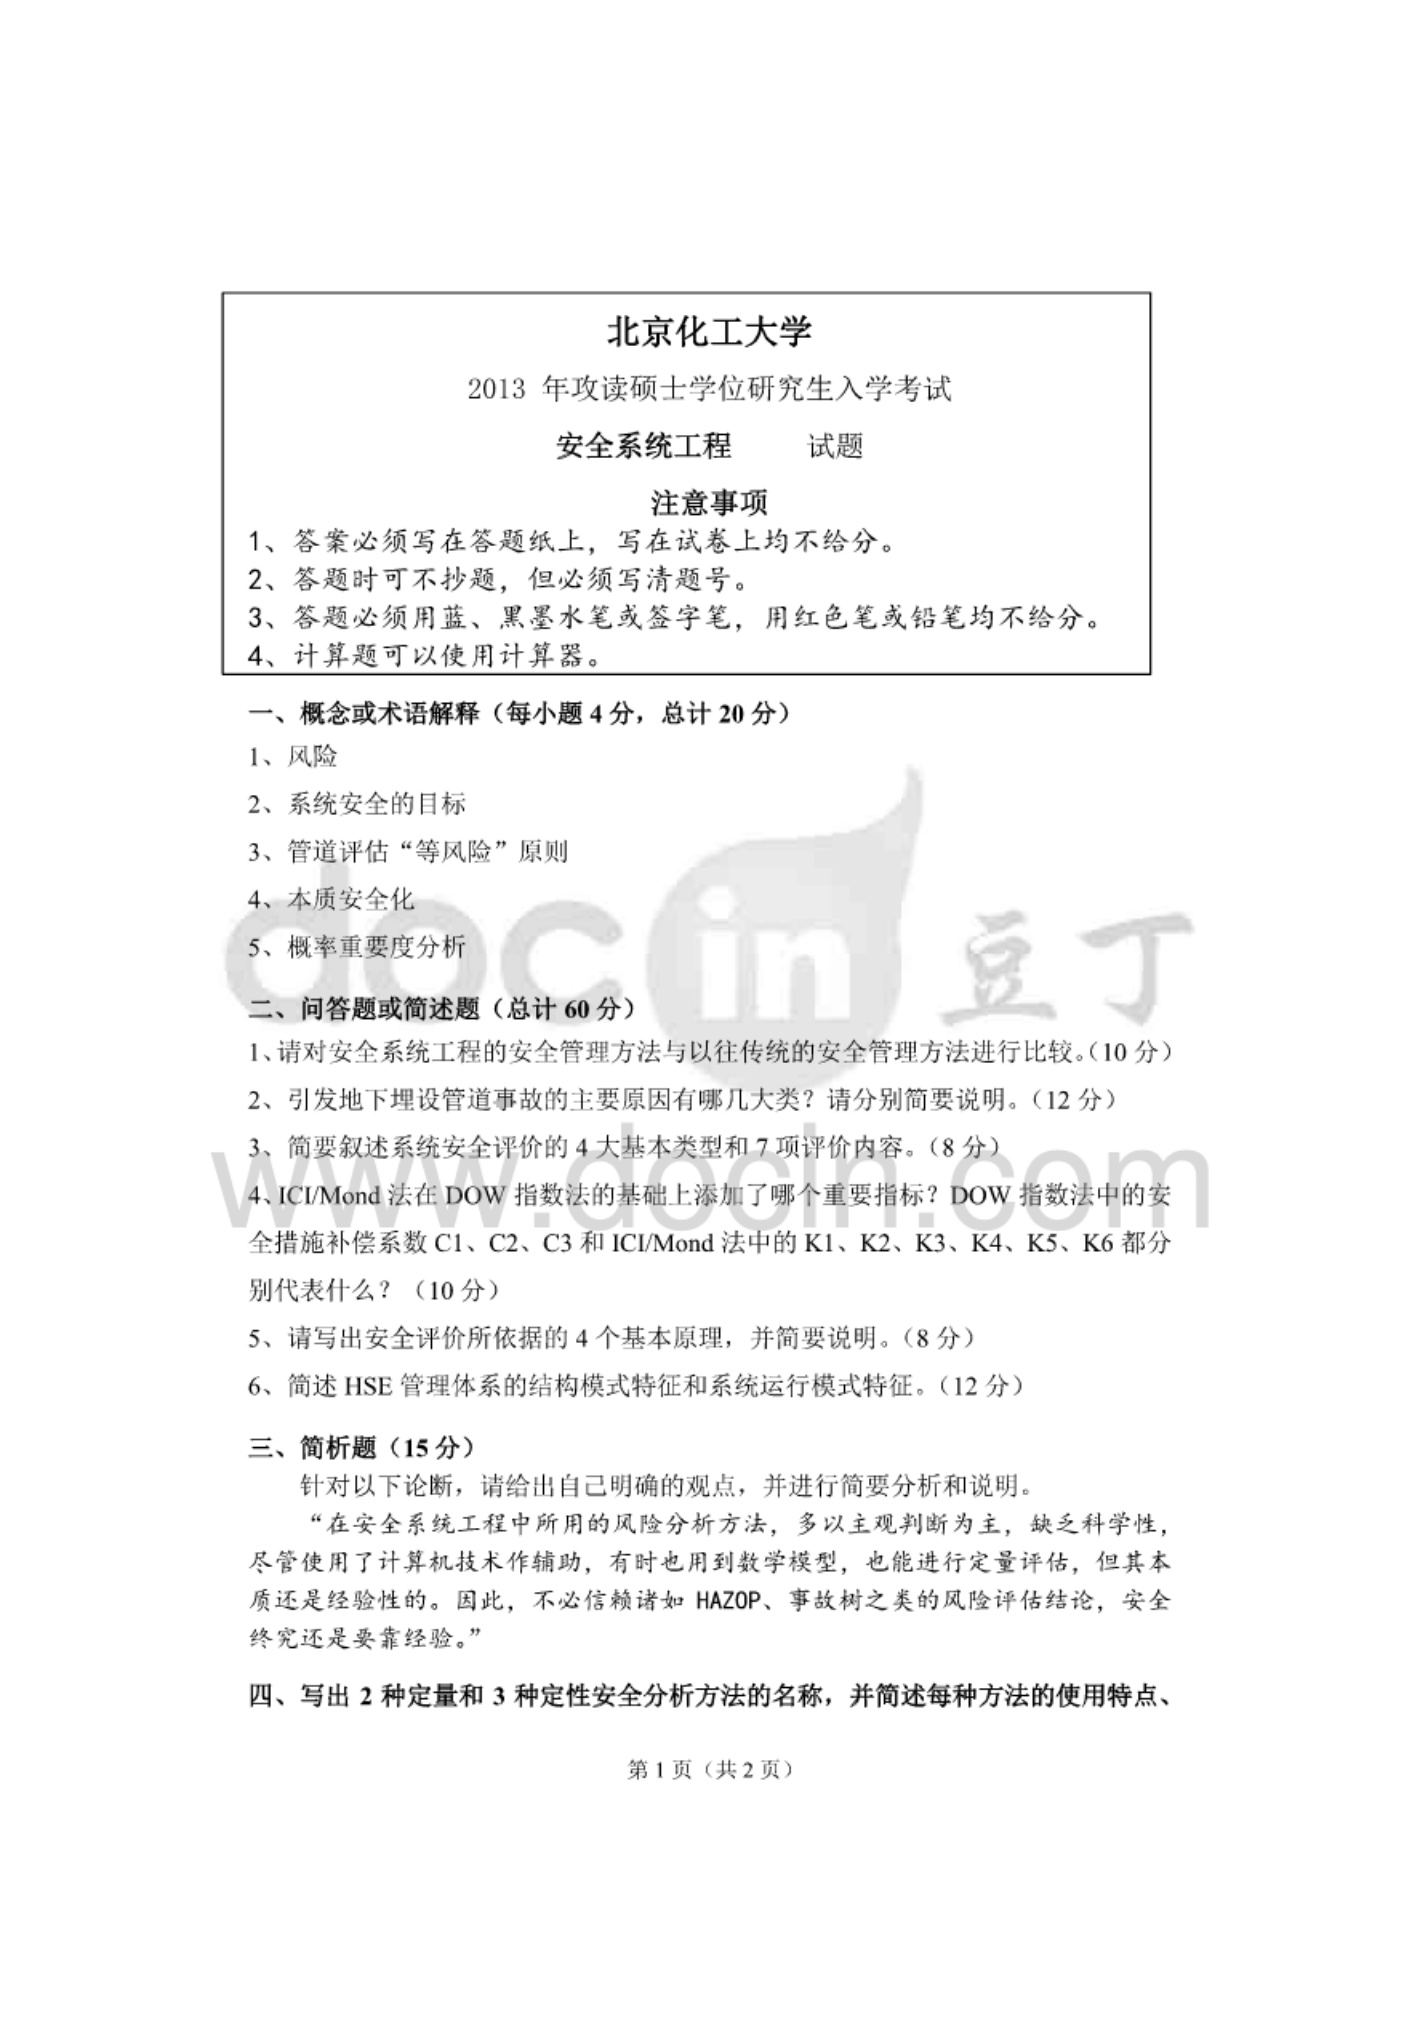 北京化工大学
2013 年攻读硕士学位研究生入学考试
安全系统工程 试题
注意事项
1、答案必须写在答题纸上，写在试卷上均不给分。
2、答题时可不抄题，但必须写清题号。
3、答题必须用蓝、黑墨水笔或签字笔，用红色笔或铅笔均不给分。
4、计算题可以使用计算器。
一、概念或术语解释（每小题 4 分，总计 20 分）
1、风险
2、系统安全的目标
3、管道评估“等风险”原则
4、本质安全化
5、概率重要度分析
docin 豆丁
二、问答题或简述题（总计 60 分）
1、请对安全系统工程的安全管理方法与以往传统的安全管理方法进行比较。（10 分）
2、引发地下埋设管道事故的主要原因有哪几大类？请分别简要说明。（12 分）
3、简要叙述系统安全评价的 4 大基本类型和 7 项评价内容。（8 分）
www.docin.com
4、ICI/Mond 法在 DOW 指数法的基础上添加了哪个重要指标？DOW 指数法中的安
全措施补偿系数 C1、C2、C3 和 ICI/Mond 法中的 K1、K2、K3、K4、K5、K6 都分
别代表什么？（10 分）
5、请写出安全评价所依据的 4 个基本原理，并简要说明。（8 分）
6、简述 HSE 管理体系的结构模式特征和系统运行模式特征。（12 分）
三、简析题（15 分）
针对以下论断，请给出自己明确的观点，并进行简要分析和说明。
“在安全系统工程中所用的风险分析方法，多以主观判断为主，缺乏科学性，
尽管使用了计算机技术作辅助，有时也用到数学模型，也能进行定量评估，但其本
质还是经验性的。因此，不必信赖诸如 HAZOP、事故树之类的风险评估结论，安全
终究还是要靠经验。”
四、写出 2 种定量和 3 种定性安全分析方法的名称，并简述每种方法的使用特点、
第 1 页（共 2 页）